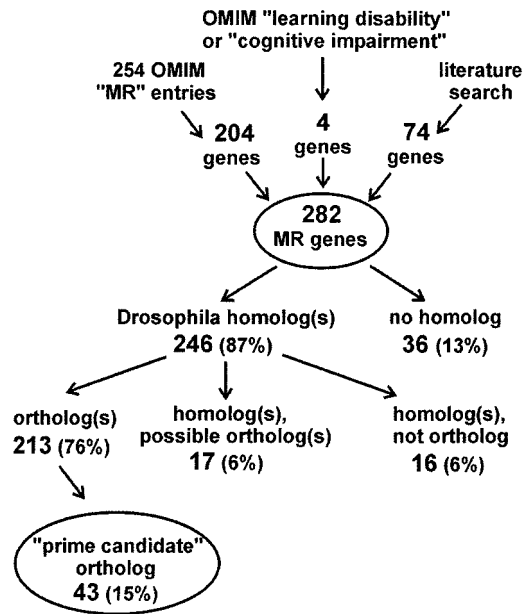 OMIM "learning disability"
or "cognitive impairment"
254 OMIM
"MR" entries
literature
search
204
genes
4
genes
74
genes
282
MR genes
Drosophila homolog(s)
246 (87%)
no homolog
36 (13%)
ortholog(s)
213 (76%)
homolog(s),
possible ortholog(s)
17 (6%)
homolog(s),
not ortholog
16 (6%)
"prime candidate"
ortholog
43 (15%)